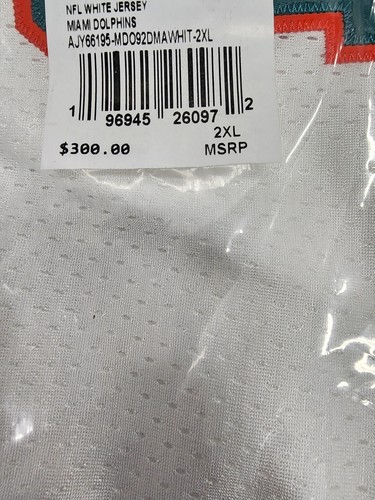 NFL WHITE JERSEY
MIAMI DOLPHINS
AJY66195-MDO92DMAWHIT-2XL
1 96945 26097 2
2XL
$300.00 MSRP